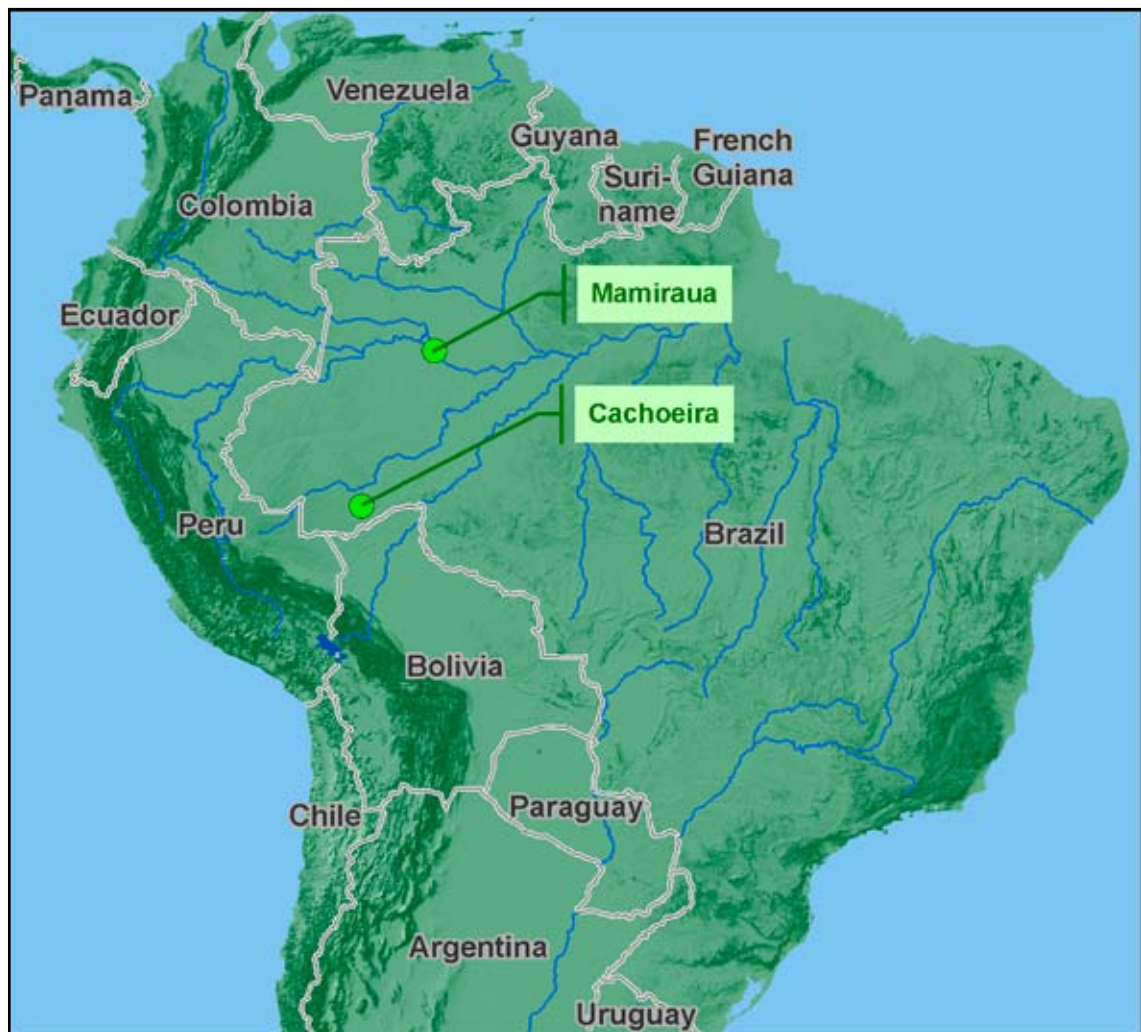 Panama
Venezuela
Guyana
French
Guiana
Suri-
name
Colombia
Mamiraua
Ecuador
Cachoeira
Peru
Brazil
Bolivia
Chile
Paraguay
Argentina
Uruguay